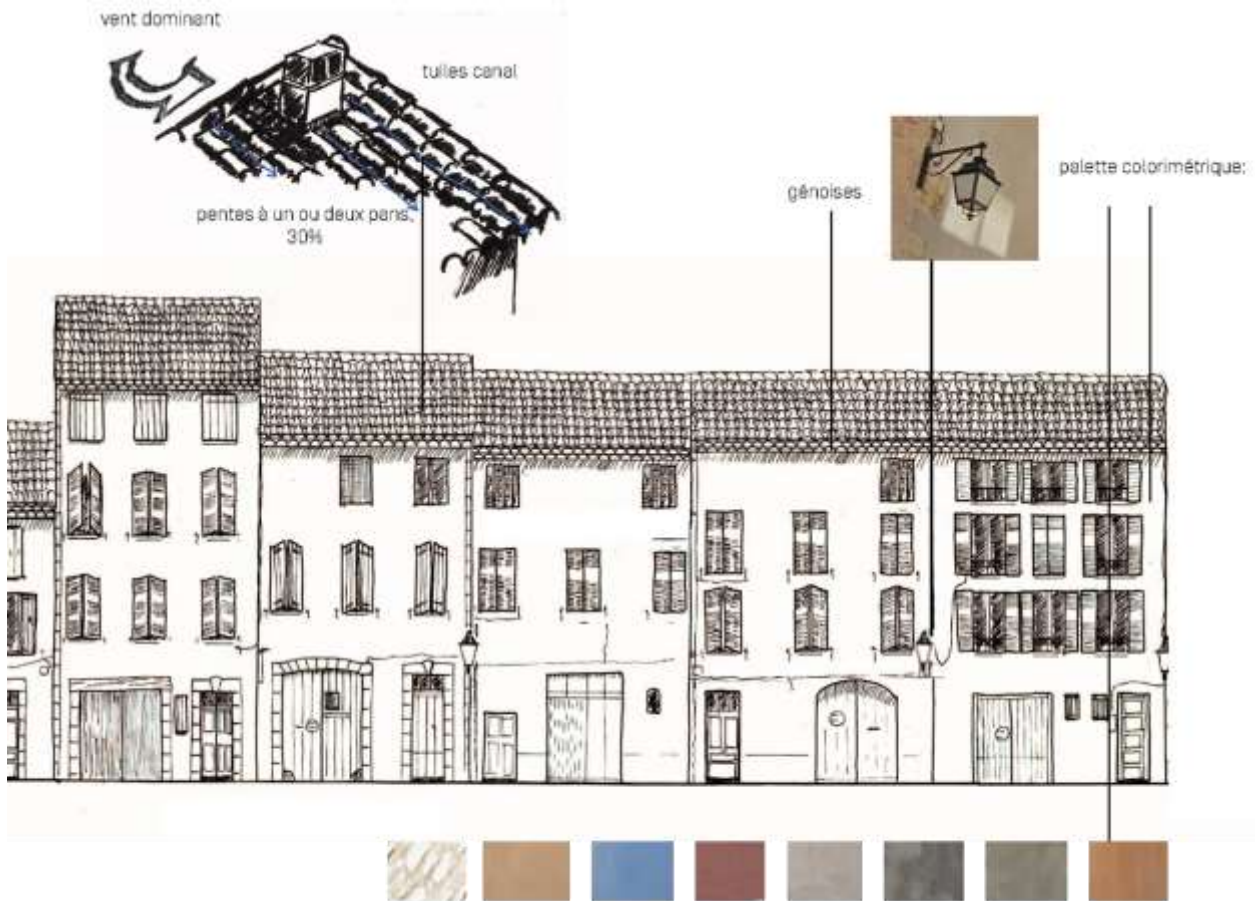 vent dominant
tuiles canal
pentes à un ou deux pans,
30%
génoises
palette colorimétrique: